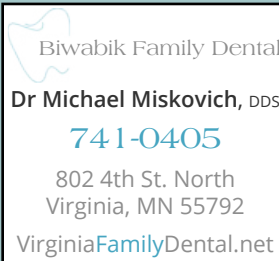 Biwabik Family Dental
Dr Michael Miskovich, DDS
741-0405
802 4th St. North
Virginia, MN 55792
VirginiaFamilyDental.net